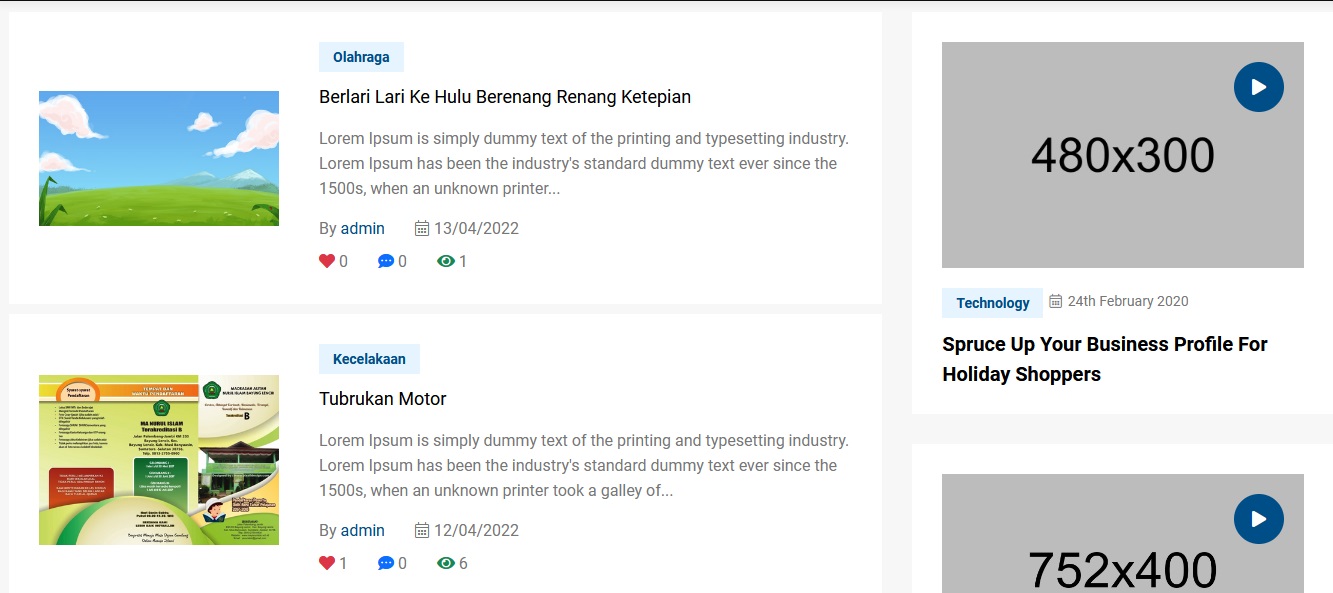 Olahraga
Berlari Lari Ke Hulu Berenang Renang Ketepian
Lorem Ipsum is simply dummy text of the printing and typesetting industry.
Lorem Ipsum has been the industry's standard dummy text ever since the
1500s, when an unknown printer...
By admin 13/04/2022
0 0 1
Kecelakaan
Tubrukan Motor
Lorem Ipsum is simply dummy text of the printing and typesetting industry.
Lorem Ipsum has been the industry's standard dummy text ever since the
1500s, when an unknown printer took a galley of...
By admin 12/04/2022
1 0 6
MA NURUL ISLAM
Terakreditasi B
480x300
Technology 24th February 2020
Spruce Up Your Business Profile For
Holiday Shoppers
752x400